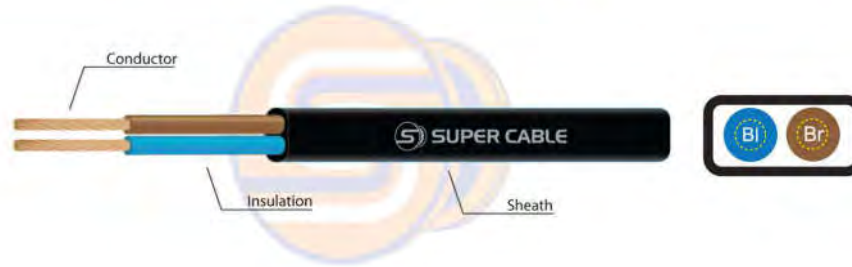 Conductor
SUPER CABLE
Bl
Br
Insulation
Sheath